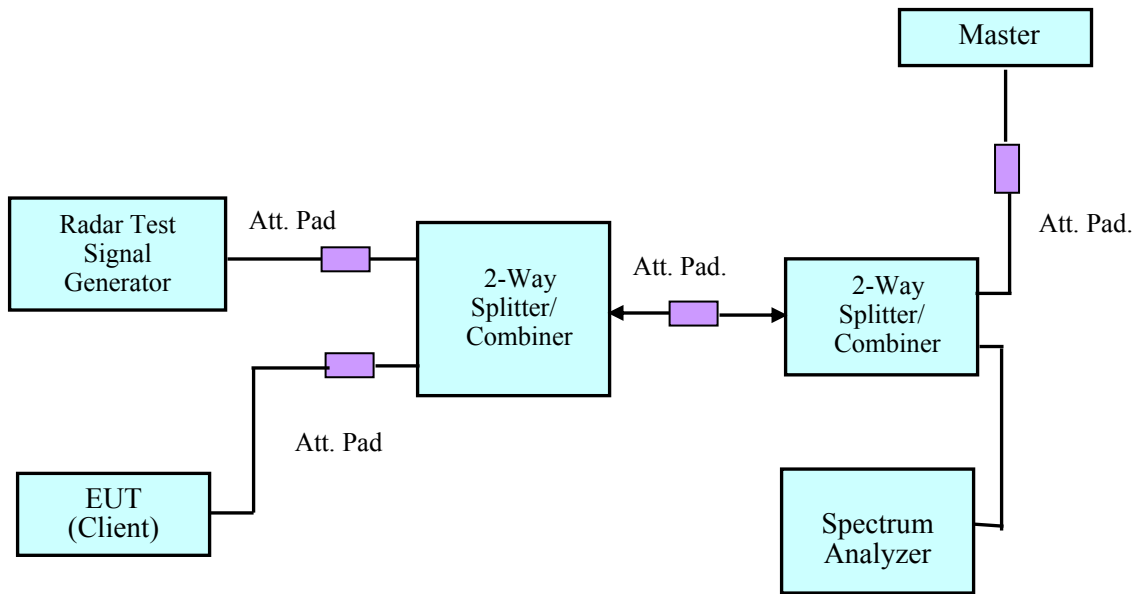 Master
Att. Pad.
Radar Test
Signal
Generator
Att. Pad
2-Way
Splitter/
Combiner
Att. Pad.
2-Way
Splitter/
Combiner
Att. Pad
EUT
(Client)
Spectrum
Analyzer